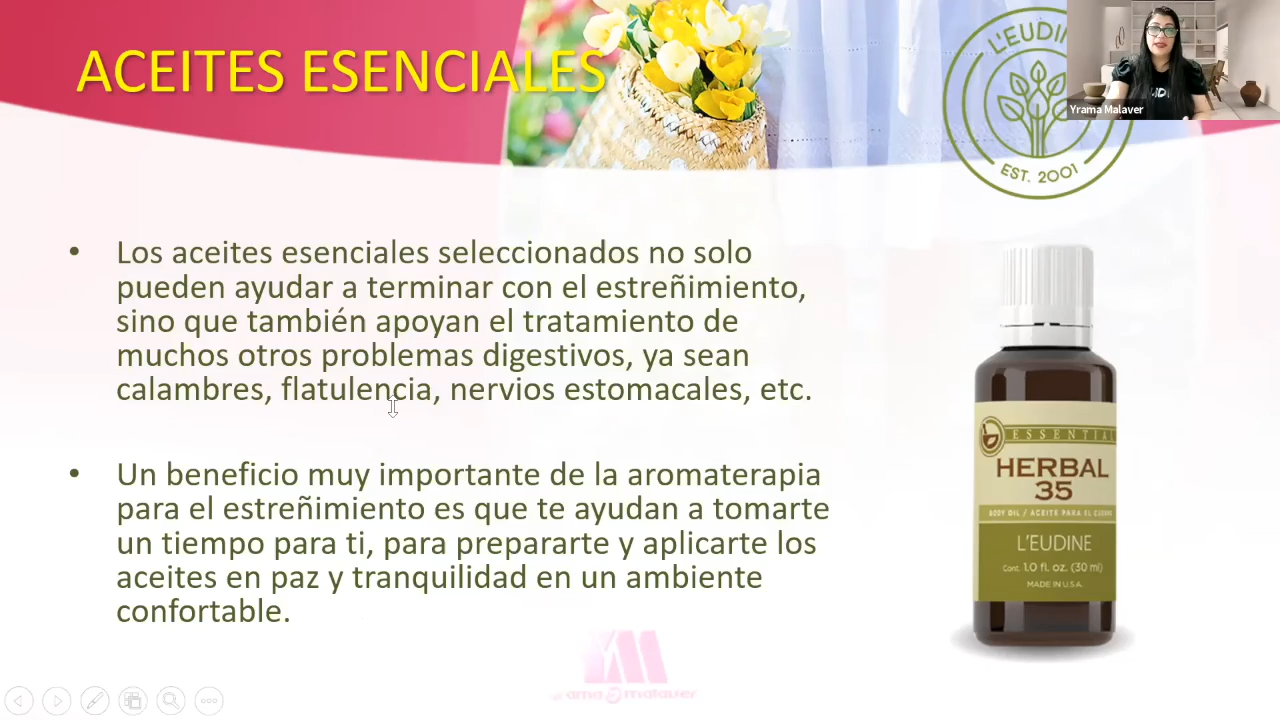 ACEITES ESENCIALES
L'EUDIN
EST. 2001
Yrama Malaver
• Los aceites esenciales seleccionados no solo
pueden ayudar a terminar con el estreñimiento,
sino que también apoyan el tratamiento de
muchos otros problemas digestivos, ya sean
calambres, flatulencia, nervios estomacales, etc.
• Un beneficio muy importante de la aromaterapia
para el estreñimiento es que te ayudan a tomarte
un tiempo para ti, para prepararte y aplicarte los
aceites en paz y tranquilidad en un ambiente
confortable.
ESSENTIAL
HERBAL
35
BODY OIL / ACEITE PARA EL CUERPO
L'EUDINE
Cont. 1.0 fl. oz. (30 ml)
MADE IN U.S.A.
malaver